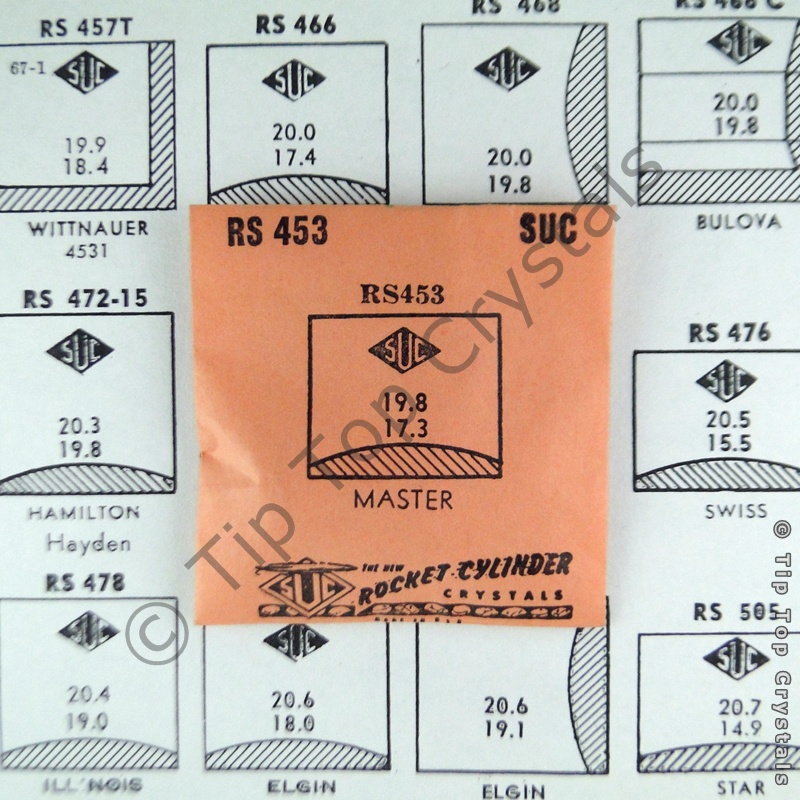 RS 457T
67-1
SUC
19.9
18.4
WITTNAUER
4531
RS 466
SUC
20.0
17.4
RS 468
SUC
20.0
19.8
RS 466 C
SUC
20.0
19.8
BULOVA
RS 472-15
SUC
20.3
19.8
HAMILTON
Hayden
RS 453 SUC
RS453
SUC
19.8
17.3
MASTER
SUC
THE NEW
ROCKET-CYLINDER
CRYSTALS
MADE IN U.S.A.
RS 476
SUC
20.5
15.5
SWISS
RS 478
SUC
20.4
19.0
ILLINOIS
SUC
20.6
18.0
ELGIN
20.6
19.1
ELGIN
RS 505
SUC
20.7
14.9
STAR
© Tip Top Crystals
© Tip Top Crystals